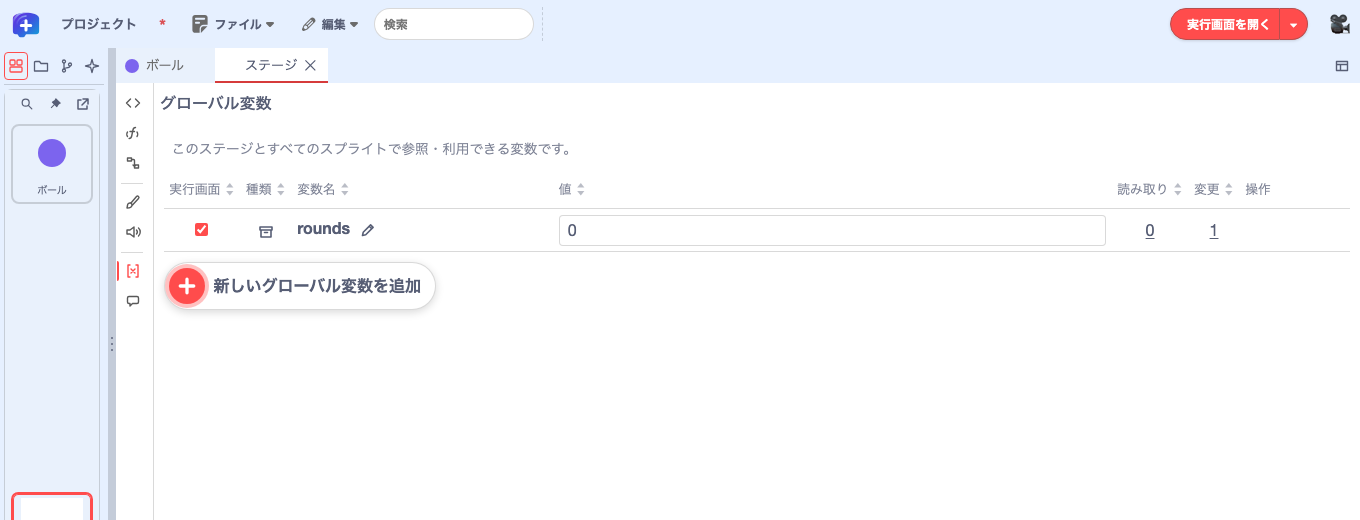 プロジェクト * ファイル 編集 検索 実行画面を開く
ボール ステージ
グローバル変数
このステージとすべてのスプライトで参照・利用できる変数です。
ボール
実行画面 種類 変数名 値 読み取り 変更 操作
rounds 0 0 1
新しいグローバル変数を追加